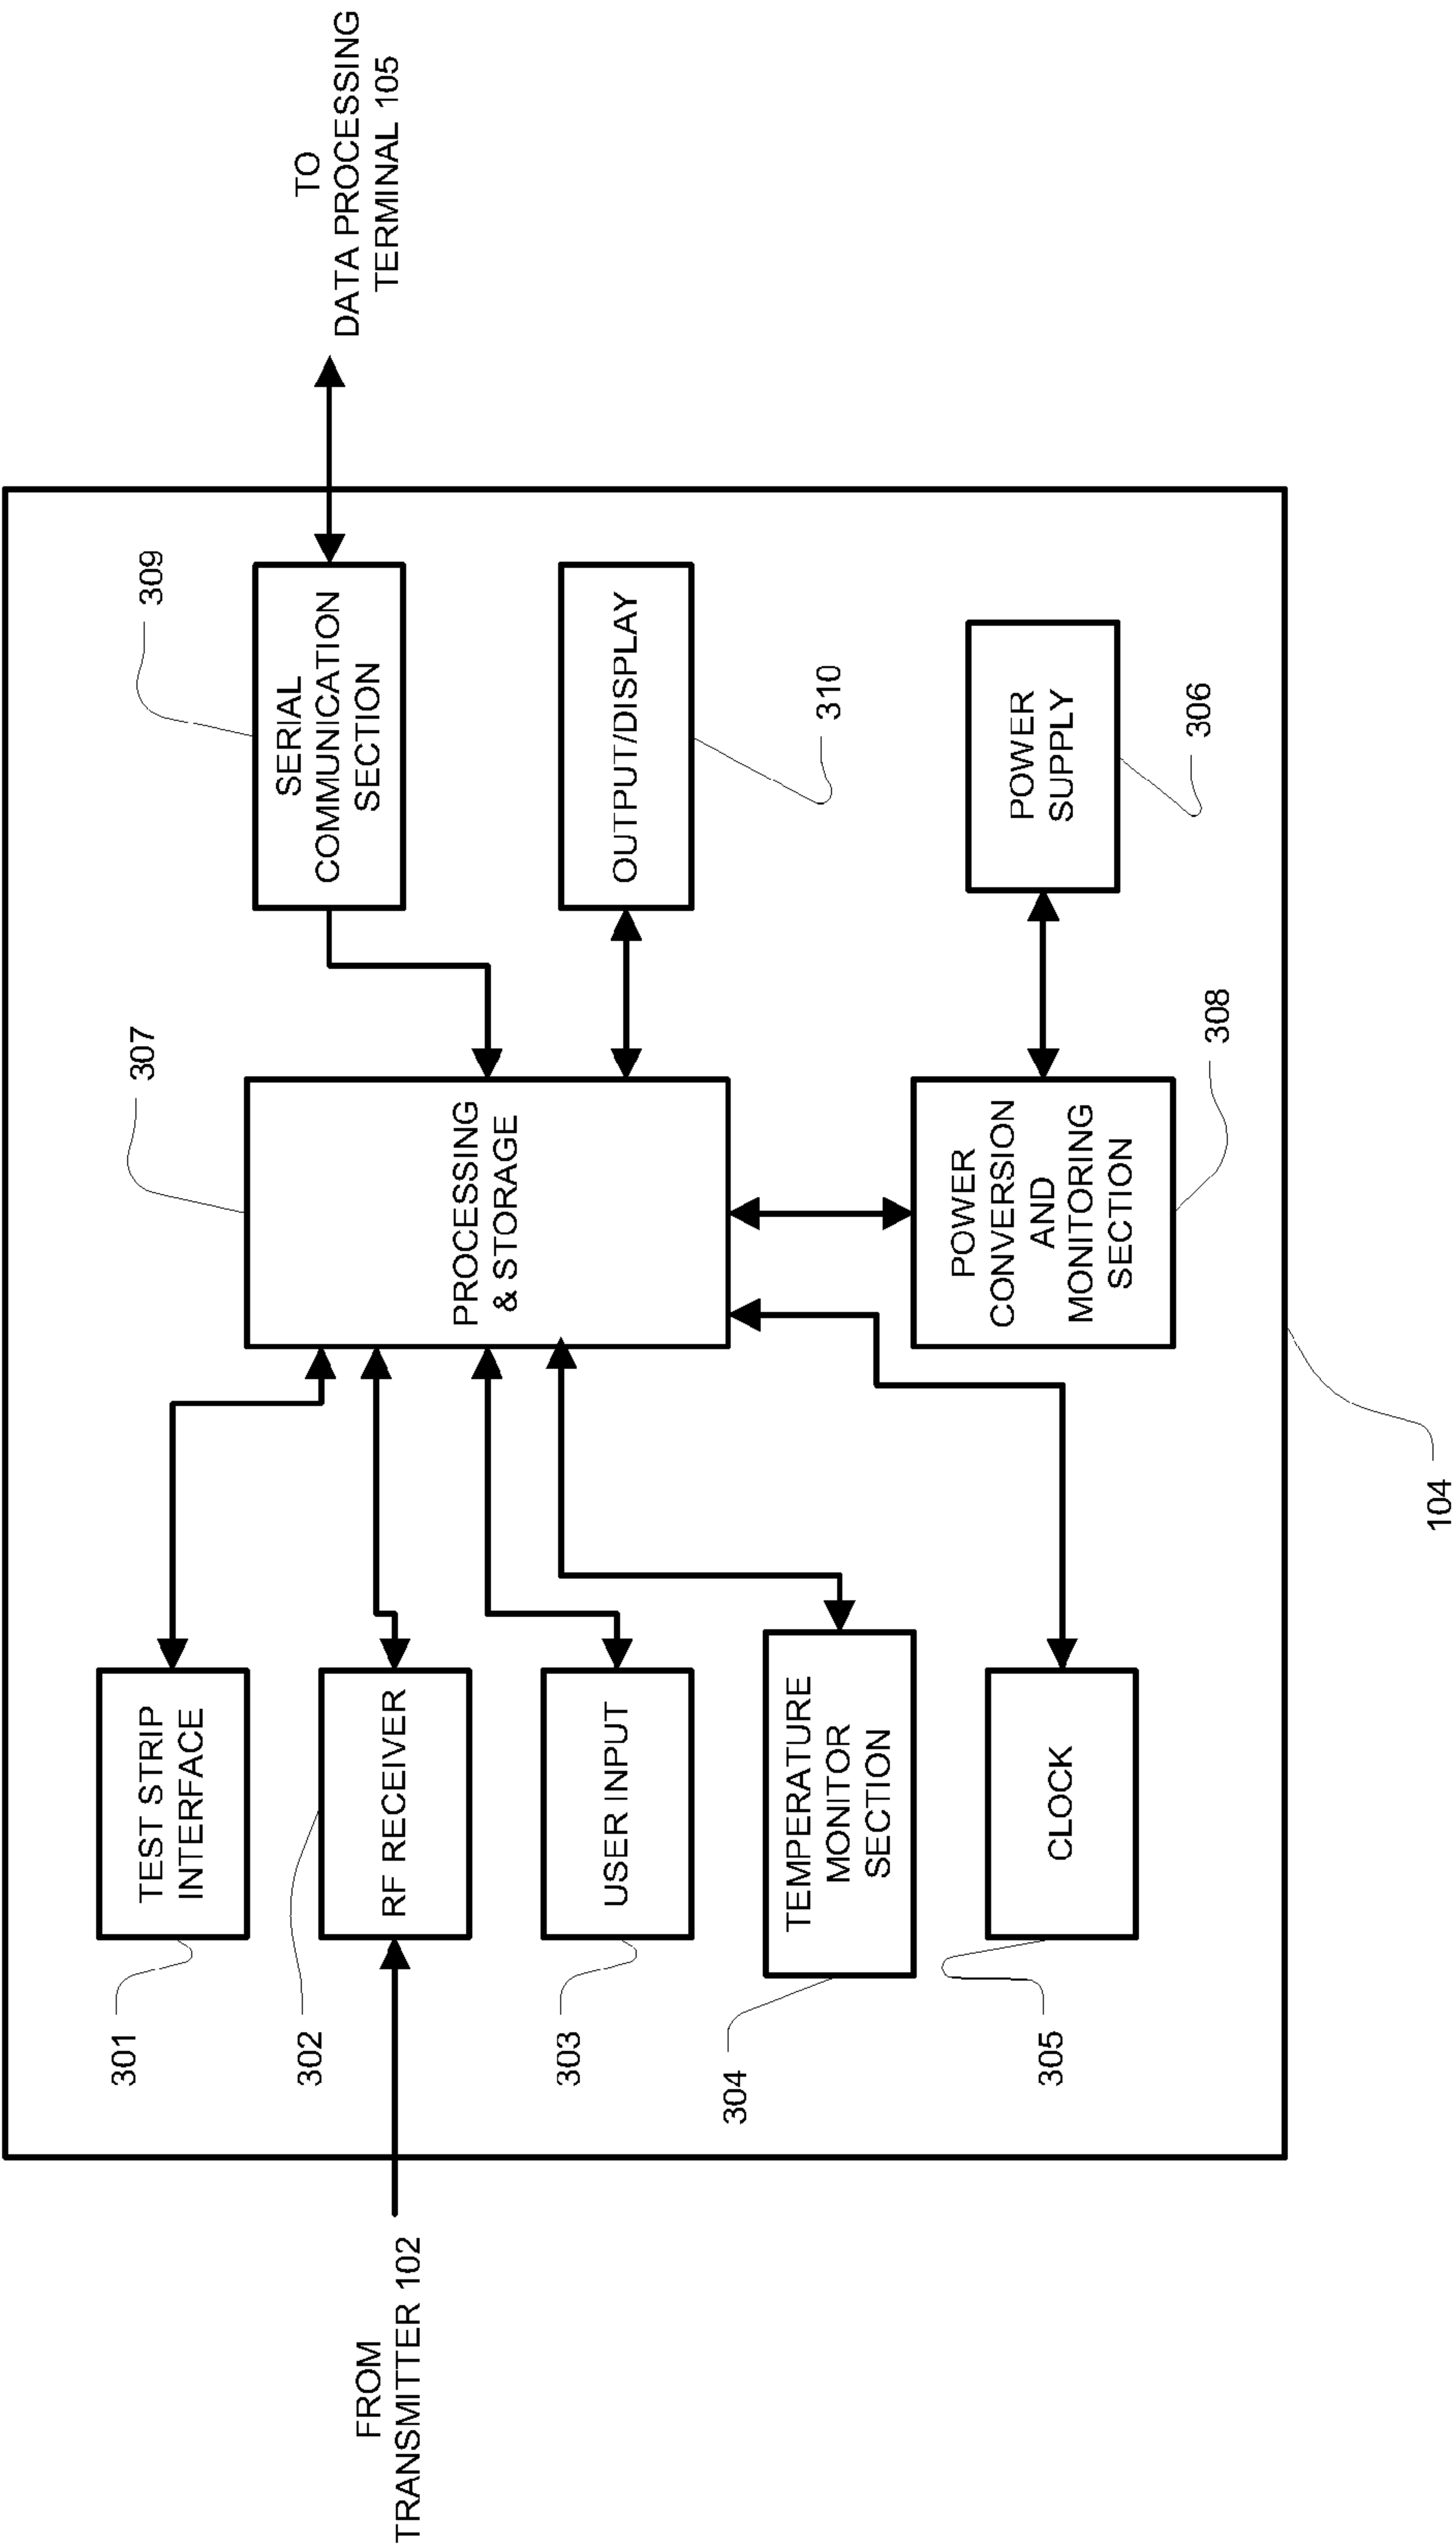 TO
DATA PROCESSING
TERMINAL 105
309
SERIAL
COMMUNICATION
SECTION
OUTPUT/DISPLAY
310
POWER
SUPPLY
306
307
PROCESSING
& STORAGE
POWER
CONVERSION
AND
MONITORING
SECTION
308
TEST STRIP
INTERFACE
301
RF RECEIVER
302
USER INPUT
303
TEMPERATURE
MONITOR
SECTION
304
CLOCK
305
FROM
TRANSMITTER 102
104